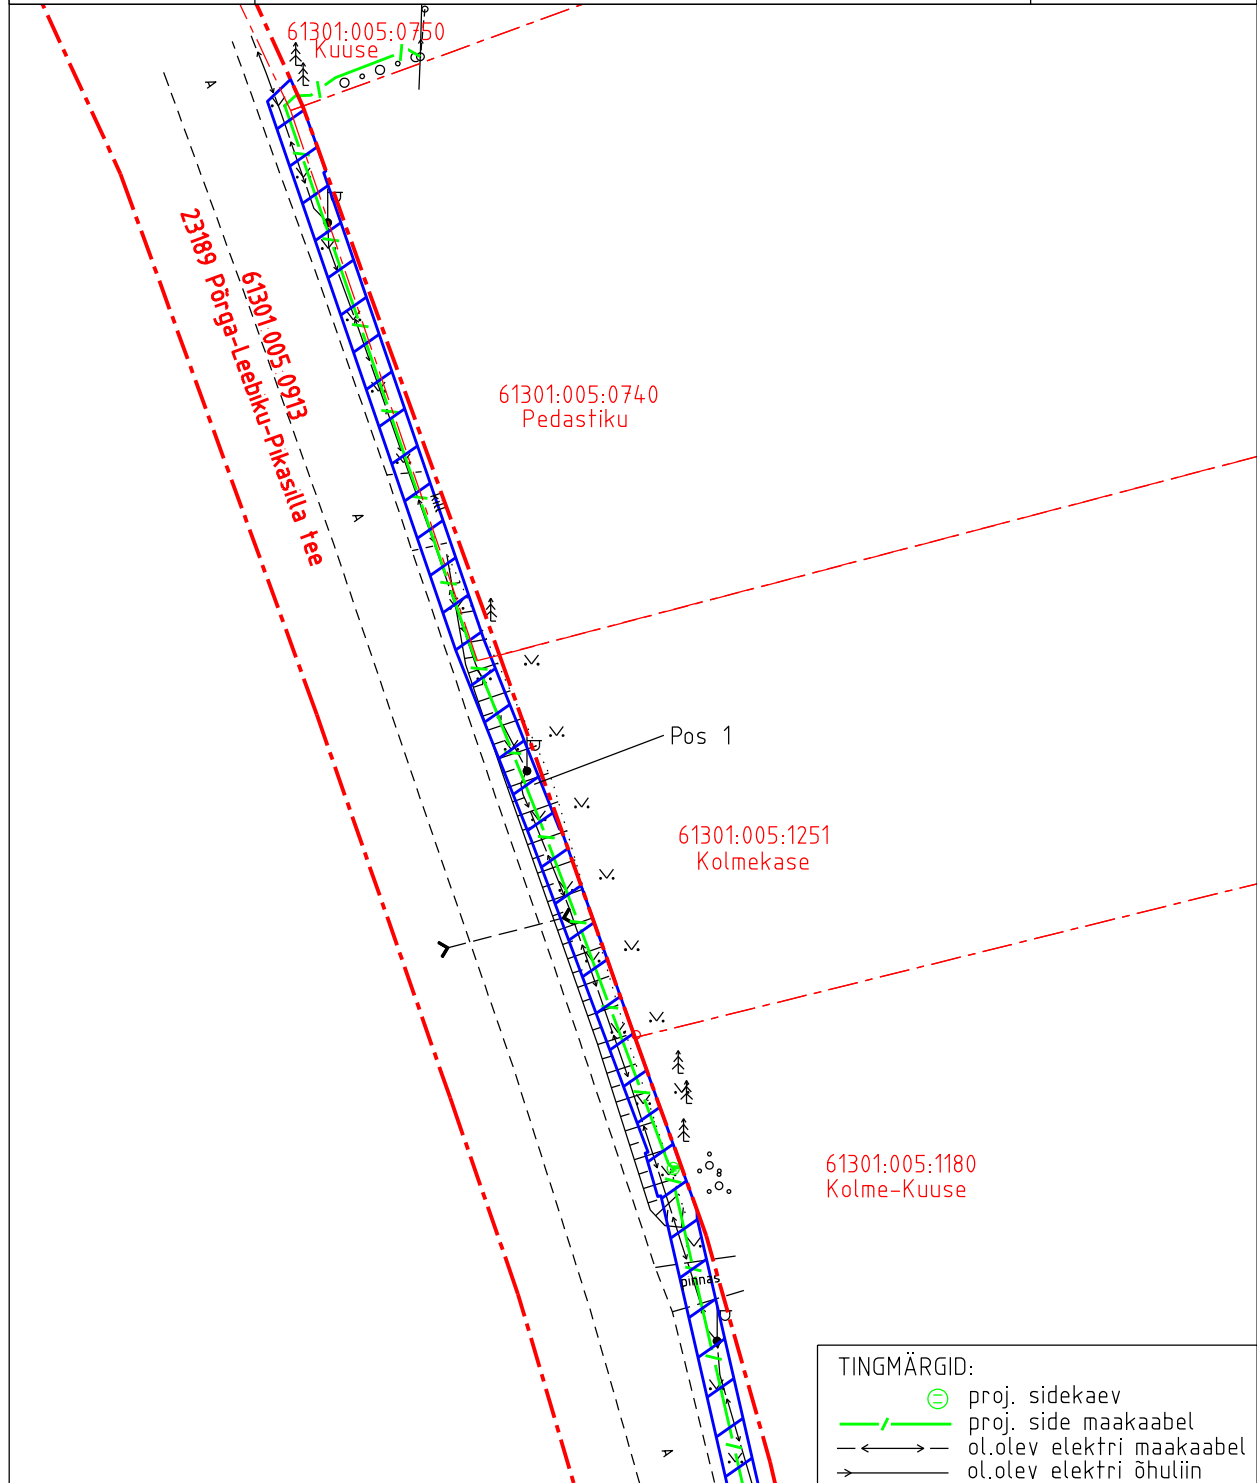 61301:005:0750
Kuuse
A
23189 Põrga-Leebiku-Pikasilla tee
61301:005:0913
61301:005:0740
Pedastiku
A
Pos 1
61301:005:1251
Kolmekase
61301:005:1180
Kolme-Kuuse
pinnas
A
TINGMÄRGID:
proj. sidekaev
proj. side maakaabel
ol.olev elektri maakaabel
ol.olev elektri õhuliin